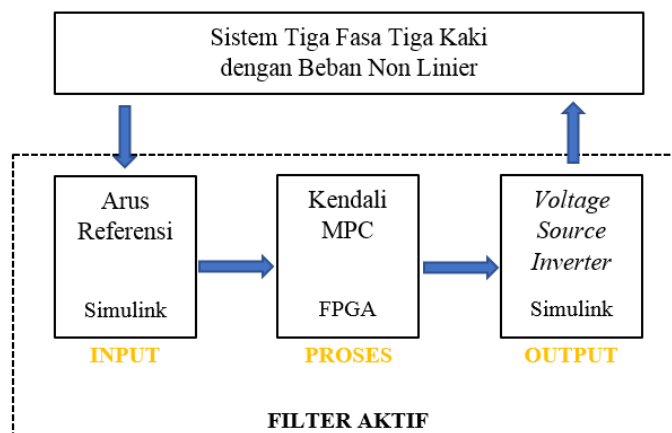 Sistem Tiga Fasa Tiga Kaki
dengan Beban Non Linier
Arus
Referensi
Simulink
INPUT
Kendali
MPC
FPGA
PROSES
Voltage
Source
Inverter
Simulink
OUTPUT
FILTER AKTIF